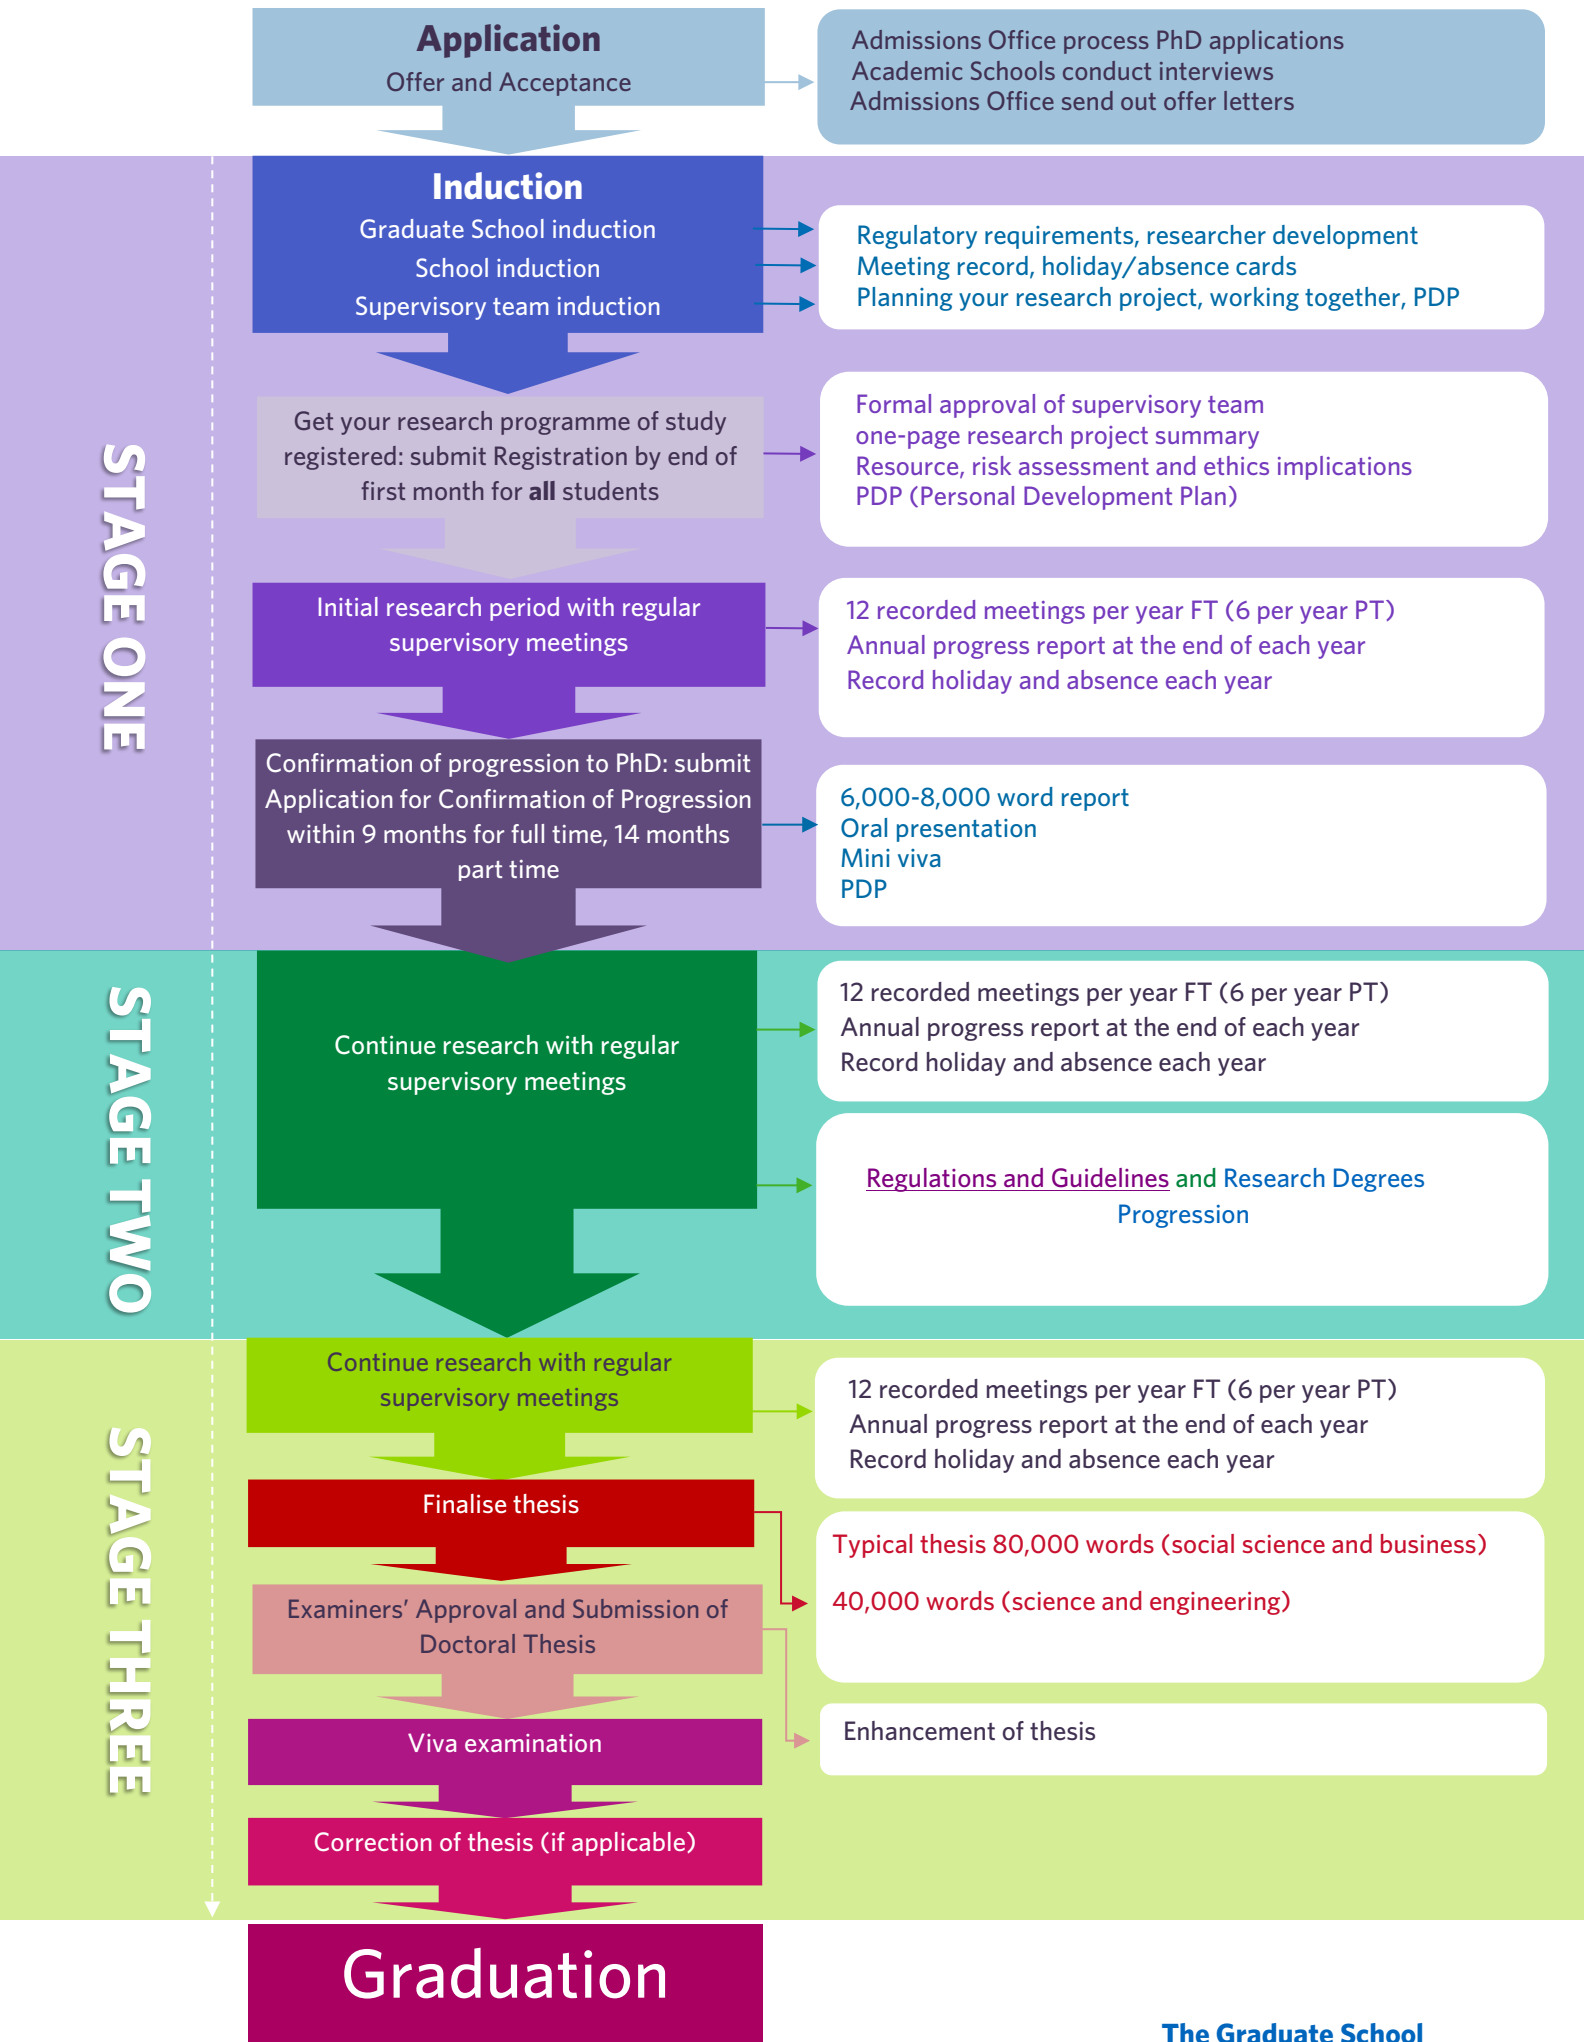 Application
Offer and Acceptance
Admissions Office process PhD applications
Academic Schools conduct interviews
Admissions Office send out offer letters
STAGE ONE
Induction
Graduate School induction
School induction
Supervisory team induction
Regulatory requirements, researcher development
Meeting record, holiday/absence cards
Planning your research project, working together, PDP
Get your research programme of study
registered: submit Registration by end of
first month for all students
Formal approval of supervisory team
one-page research project summary
Resource, risk assessment and ethics implications
PDP (Personal Development Plan)
Initial research period with regular
supervisory meetings
12 recorded meetings per year FT (6 per year PT)
Annual progress report at the end of each year
Record holiday and absence each year
Confirmation of progression to PhD: submit
Application for Confirmation of Progression
within 9 months for full time, 14 months
part time
6,000-8,000 word report
Oral presentation
Mini viva
PDP
STAGE TWO
Continue research with regular
supervisory meetings
12 recorded meetings per year FT (6 per year PT)
Annual progress report at the end of each year
Record holiday and absence each year
Regulations and Guidelines and Research Degrees
Progression
STAGE THREE
Continue research with regular
supervisory meetings
12 recorded meetings per year FT (6 per year PT)
Annual progress report at the end of each year
Record holiday and absence each year
Finalise thesis
Typical thesis 80,000 words (social science and business)
40,000 words (science and engineering)
Examiners’ Approval and Submission of
Doctoral Thesis
Enhancement of thesis
Viva examination
Correction of thesis (if applicable)
Graduation
The Graduate School